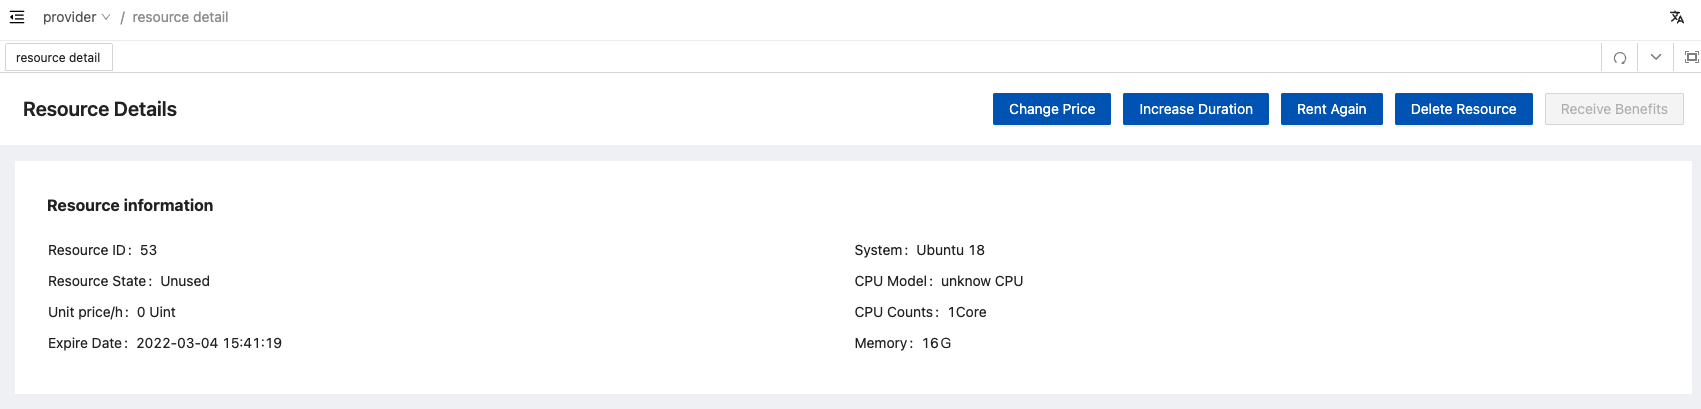 provider / resource detail
resource detail
Resource Details
Change Price
Increase Duration
Rent Again
Delete Resource
Receive Benefits
Resource information
Resource ID: 53
System: Ubuntu 18
Resource State: Unused
CPU Model: unknow CPU
Unit price/h: 0 Uint
CPU Counts: 1Core
Expire Date: 2022-03-04 15:41:19
Memory: 16G